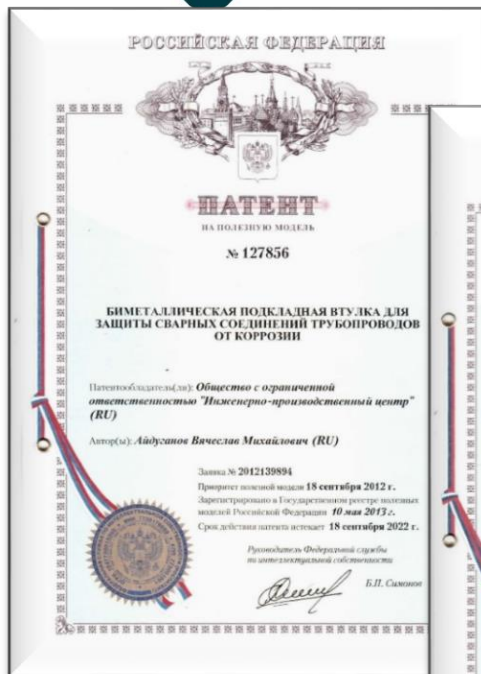 РОССИЙСКАЯ ФЕДЕРАЦИЯ
ПАТЕНТ
НА ПОЛЕЗНУЮ МОДЕЛЬ
№ 127856
БИМЕТАЛЛИЧЕСКАЯ ПОДКЛАДНАЯ ВТУЛКА ДЛЯ
ЗАЩИТЫ СВАРНЫХ СОЕДИНЕНИЙ ТРУБОПРОВОДОВ
ОТ КОРРОЗИИ
Патентообладатель(ли): Общество с ограниченной
ответственностью "Инженерно-производственный центр"
(RU)
Автор(ы): Айдуганов Вячеслав Михайлович (RU)
Заявка № 2012139894
Приоритет полезной модели 18 сентября 2012 г.
Зарегистрировано в Государственном реестре полезных
моделей Российской Федерации 10 мая 2013 г.
Срок действия патента истекает 18 сентября 2022 г.
Руководитель Федеральной службы
по интеллектуальной собственности
Б.П. Симонов